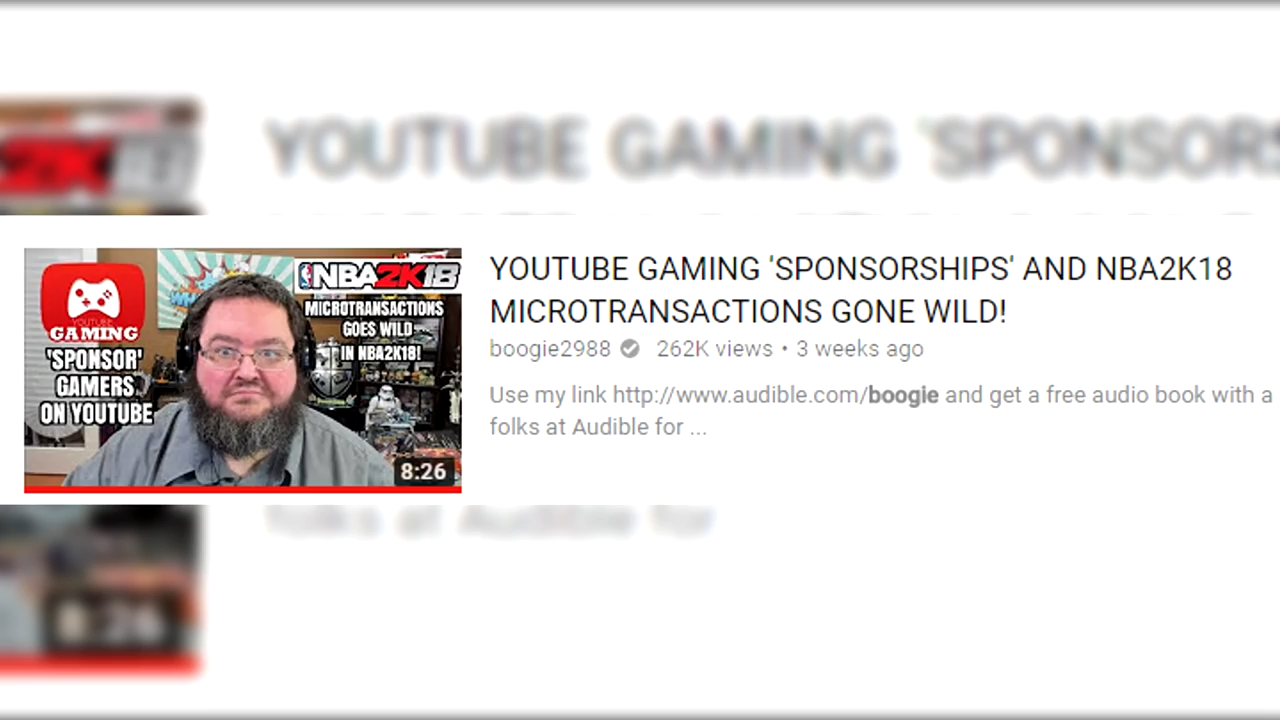 2K18
YOUTUBE GAMING 'SPONSORS
YOUTUBE
GAMING
'SPONSOR'
GAMERS
ON YOUTUBE
NBA2K18
MICROTRANSACTIONS
GOES WILD
IN NBA2K18!
8:26
YOUTUBE GAMING 'SPONSORSHIPS' AND NBA2K18
MICROTRANSACTIONS GONE WILD!
boogie2988 262K views • 3 weeks ago
Use my link http://www.audible.com/boogie and get a free audio book with a
folks at Audible for ...
folks at Audible for
8:26